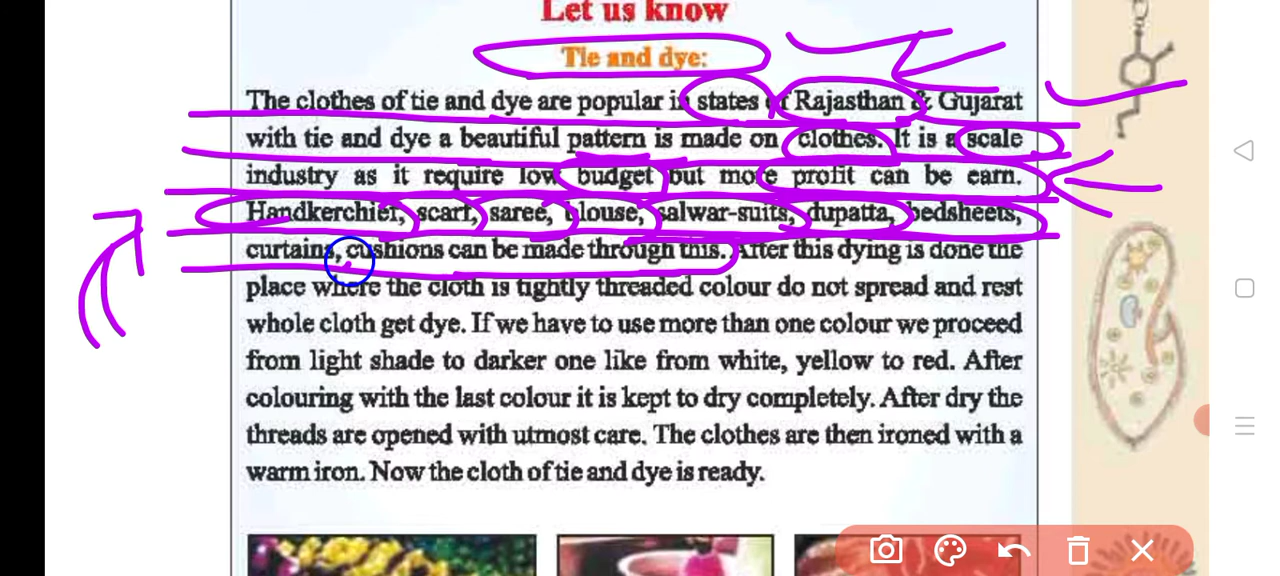 Let us know
Tie and dye:
The clothes of tie and dye are popular in states of Rajasthan & Gujarat
with tie and dye a beautiful pattern is made on clothes. It is a scale
industry as it require low budget but more profit can be earn.
Handkerchief, scarf, saree, blouse, salwar-suits, dupatta, bedsheets,
curtains, cushions can be made through this. After this dying is done the
place where the cloth is tightly threaded colour do not spread and rest
whole cloth get dye. If we have to use more than one colour we proceed
from light shade to darker one like from white, yellow to red. After
colouring with the last colour it is kept to dry completely. After dry the
threads are opened with utmost care. The clothes are then ironed with a
warm iron. Now the cloth of tie and dye is ready.